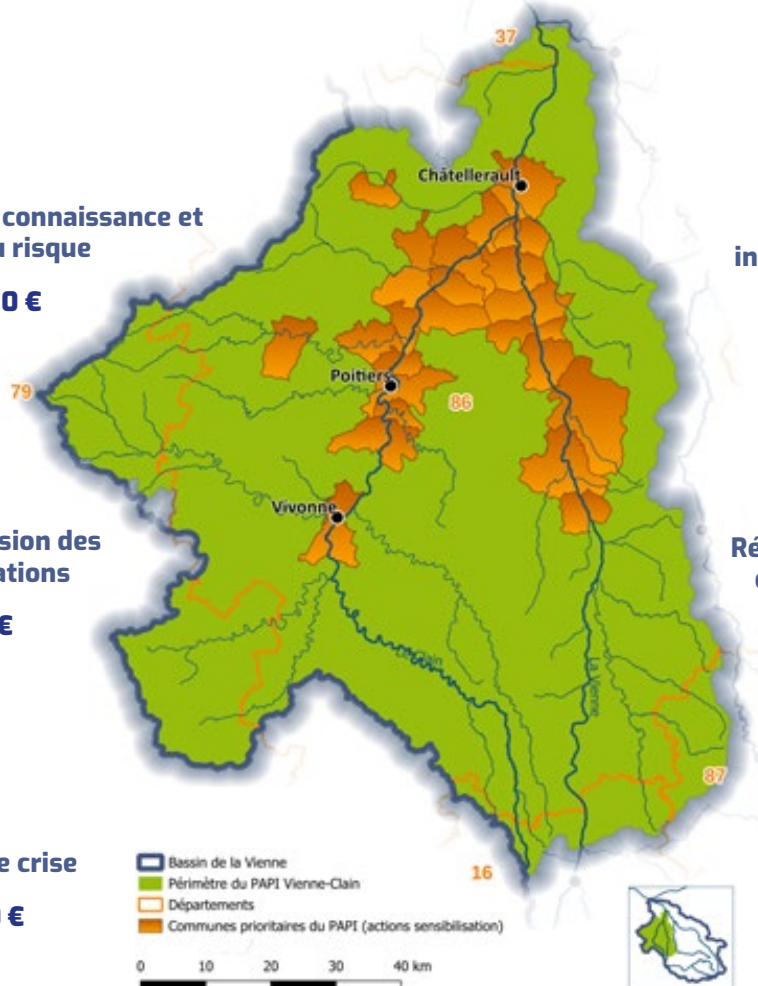 37
Châtellerault
connaissance et
risque
0 €
in
79
Poitiers
86
Vivonne
sion des
ations
€
Ré
Le Clain
La Vienne
87
e crise
€
16
Bassin de la Vienne
Périmètre du PAPI Vienne-Clain
Départements
Communes prioritaires du PAPI (actions sensibilisation)
0 10 20 30 40 km